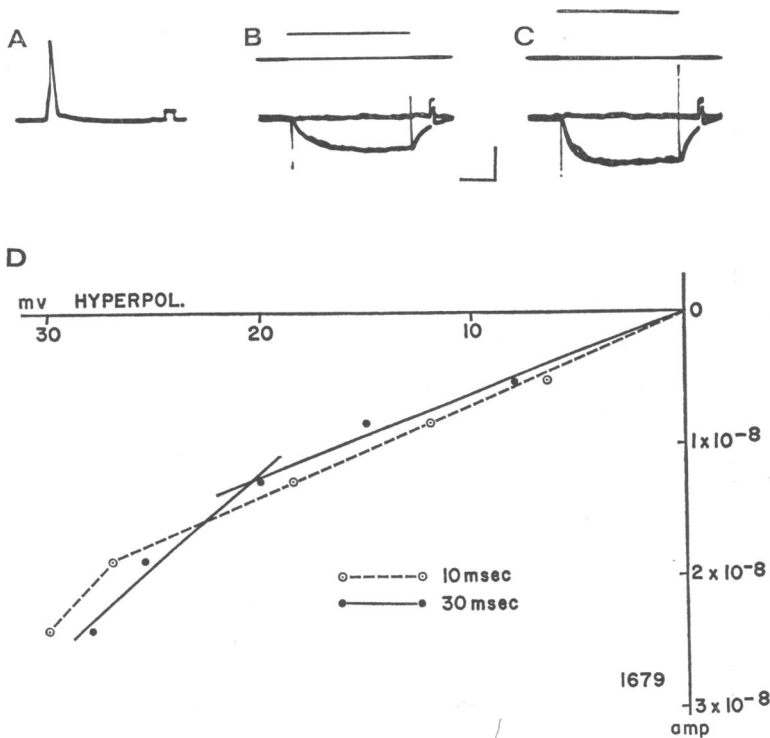 A
B
C
D
mv HYPERPOL.
0
30
20
10
1x10-8
2x10-8
10 msec
30 msec
1679
3x10-8
amp